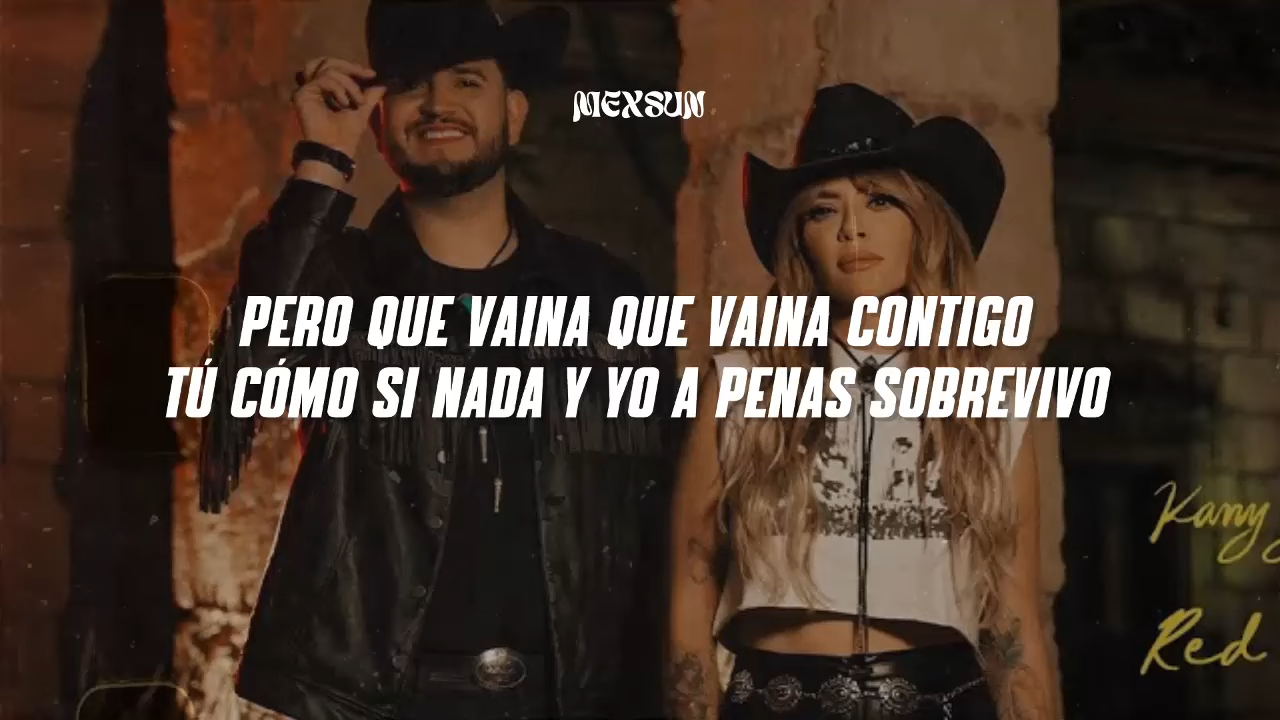 MEXSUN
PERO QUE VAINA QUE VAINA CONTIGO
TÚ CÓMO SI NADA Y YO A PENAS SOBREVIVO
Kany
Red